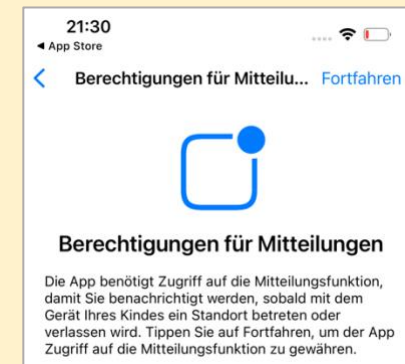 21:30
◀ App Store
Berechtigungen für Mitteilu... Fortfahren
Berechtigungen für Mitteilungen
Die App benötigt Zugriff auf die Mitteilungsfunktion,
damit Sie benachrichtigt werden, sobald mit dem
Gerät Ihres Kindes ein Standort betreten oder
verlassen wird. Tippen Sie auf Fortfahren, um der App
Zugriff auf die Mitteilungsfunktion zu gewähren.